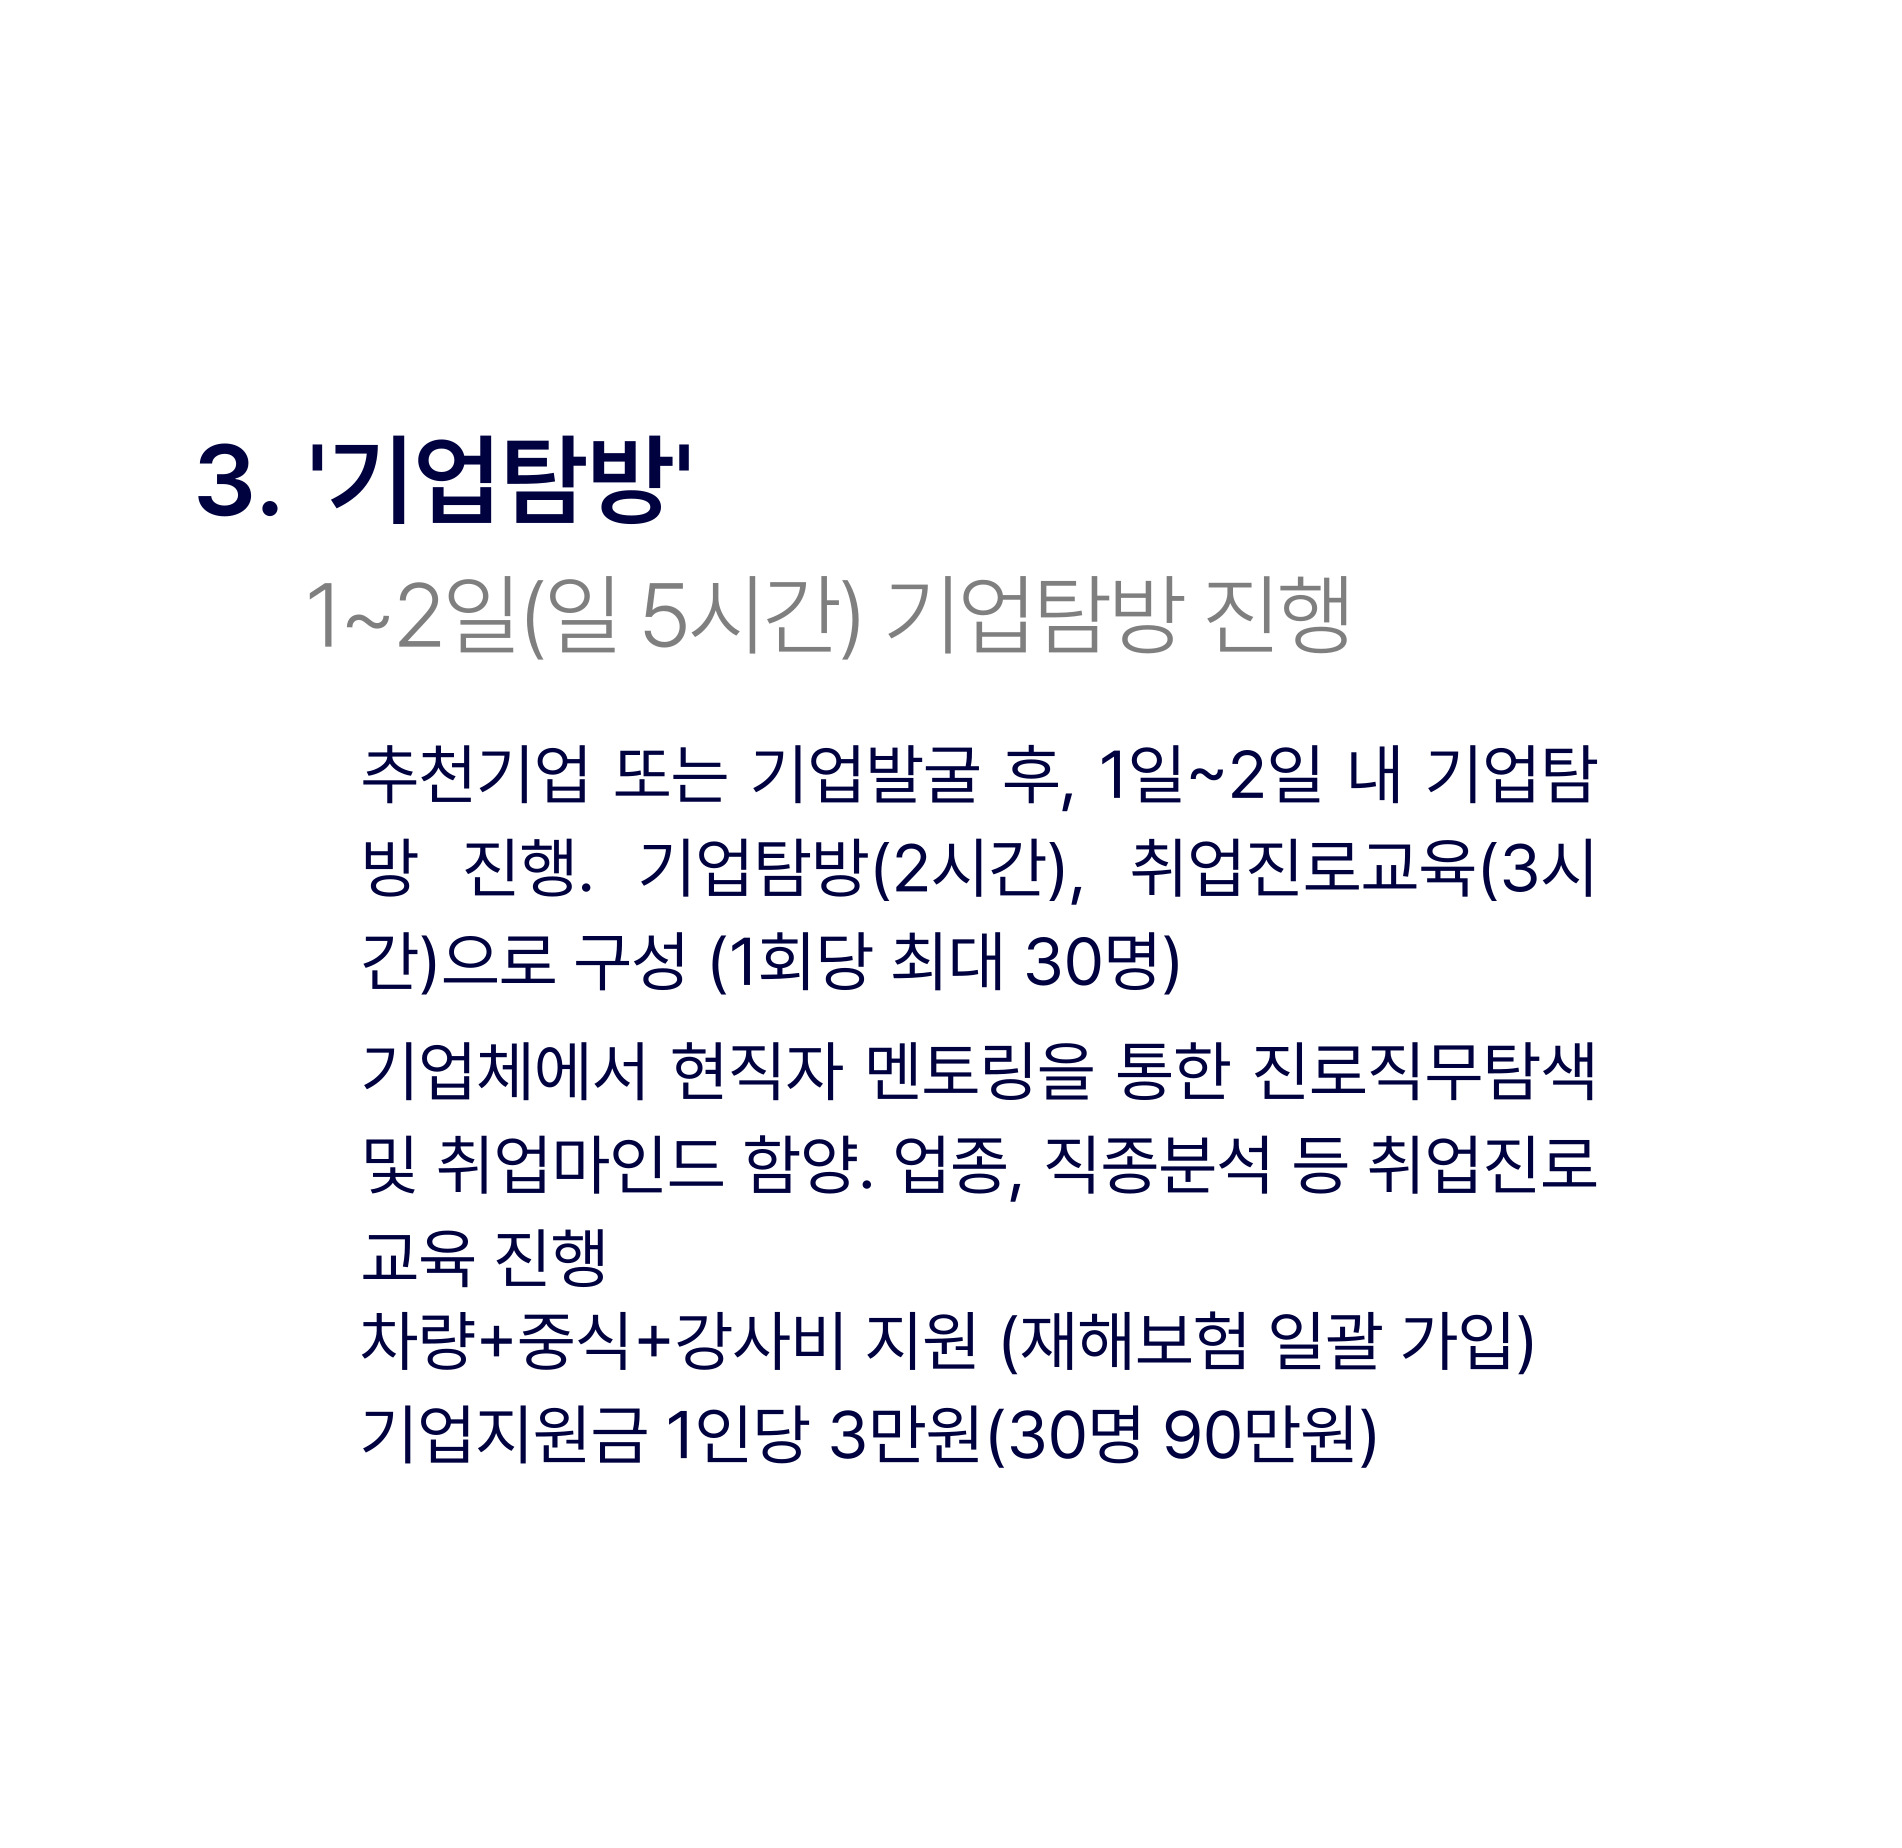 3. '기업탐방'
1~2일(일 5시간) 기업탐방 진행
추천기업 또는 기업발굴 후, 1일~2일 내 기업탐
방 진행. 기업탐방(2시간), 취업진로교육(3시
간)으로 구성 (1회당 최대 30명)
기업체에서 현직자 멘토링을 통한 진로직무탐색
및 취업마인드 함양. 업종, 직종분석 등 취업진로
교육 진행
차량+중식+강사비 지원 (재해보험 일괄 가입)
기업지원금 1인당 3만원(30명 90만원)